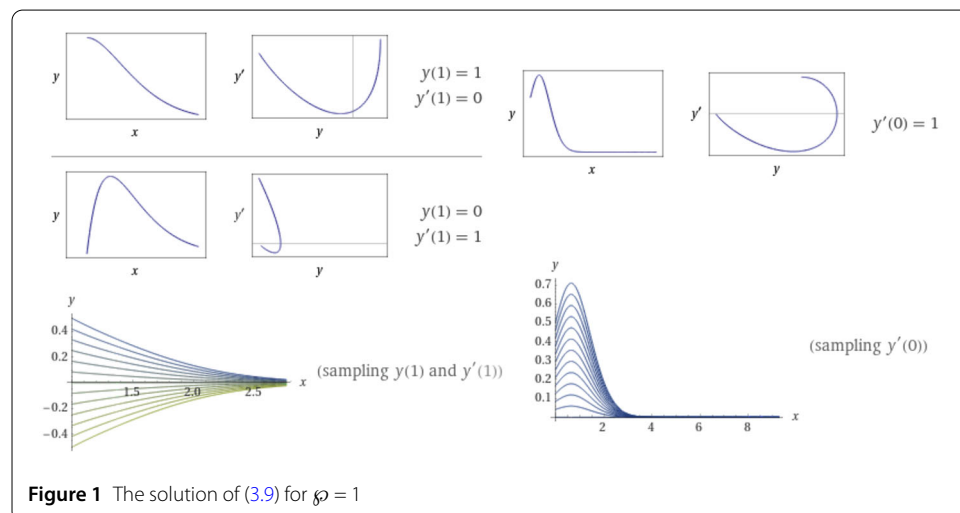 y
x
y′
y
y(1) = 1
y′(1) = 0
y
x
y′
y
y(1) = 0
y′(1) = 1
y
x
y′
y
y′(0) = 1
y
0.4
0.2
−0.2
−0.4
1.5
2.0
2.5
x
(sampling y(1) and y′(1))
y
0.7
0.6
0.5
0.4
0.3
0.2
0.1
2
4
6
8
x
(sampling y′(0))
Figure 1 The solution of (3.9) for ℘ = 1